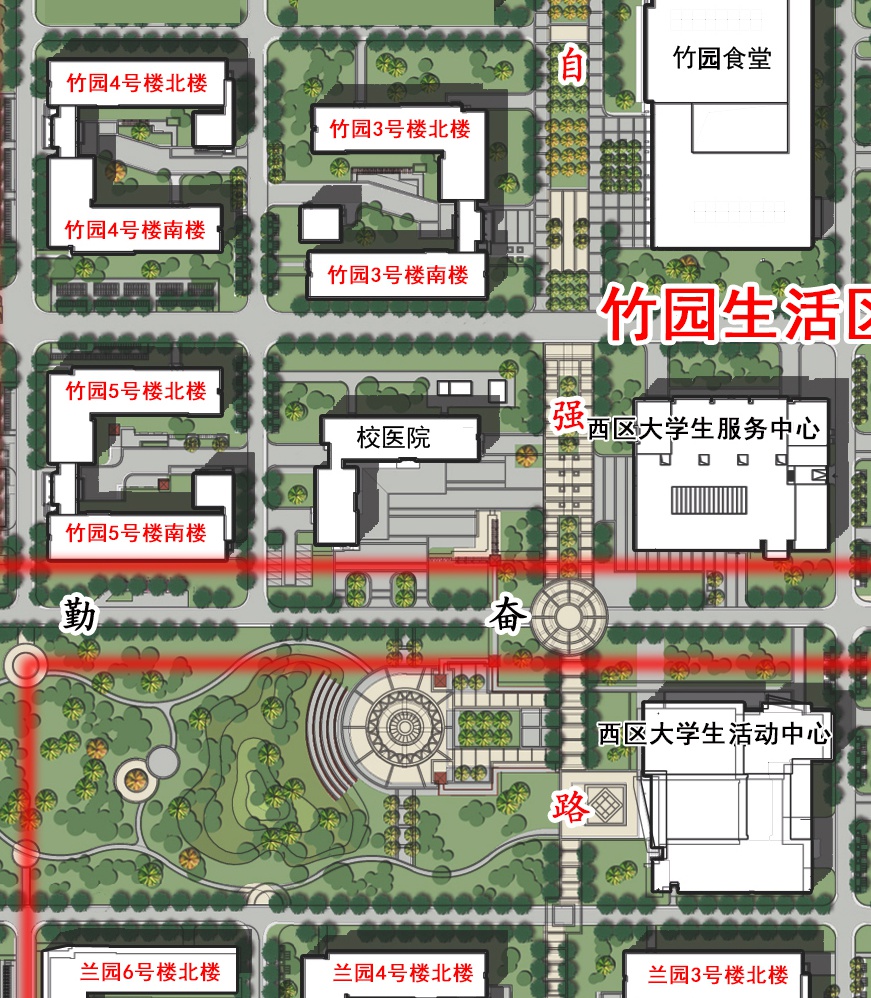 自
竹园食堂
竹园4号楼北楼
竹园3号楼北楼
竹园4号楼南楼
竹园3号楼南楼
竹园生活区
竹园5号楼北楼
强
西区大学生服务中心
校医院
竹园5号楼南楼
勤
奋
西区大学生活动中心
路
兰园6号楼北楼
兰园4号楼北楼
兰园3号楼北楼